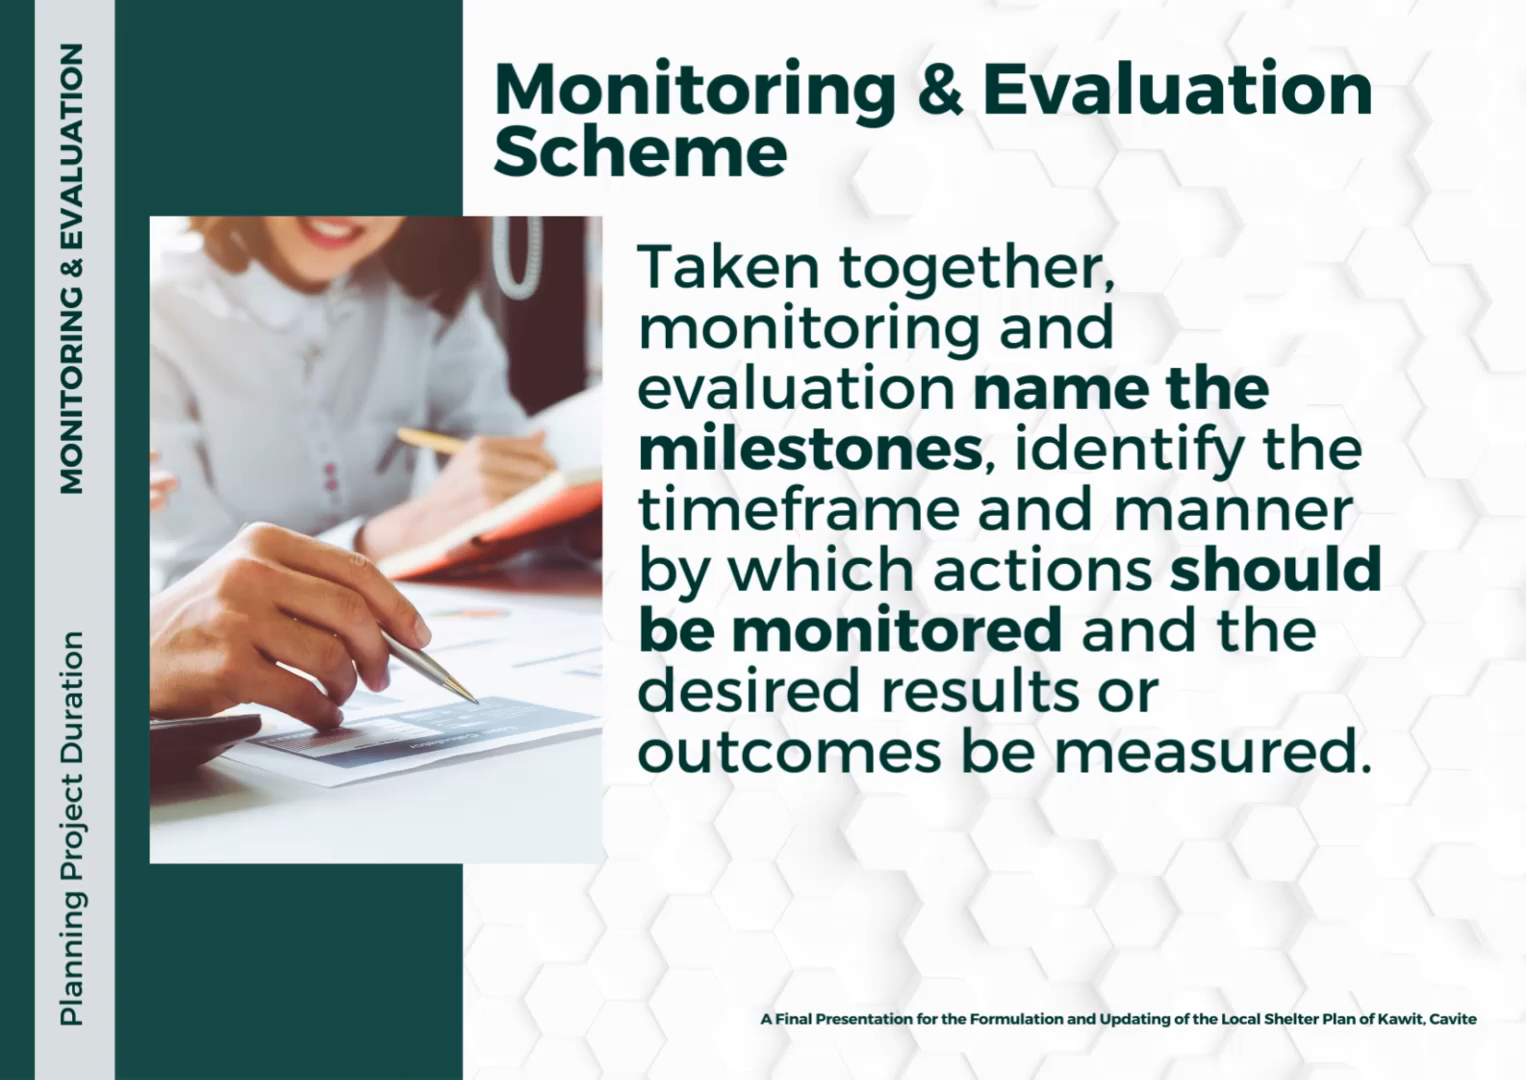 MONITORING & EVALUATION
Planning Project Duration
Monitoring & Evaluation
Scheme
Taken together,
monitoring and
evaluation name the
milestones, identify the
timeframe and manner
by which actions should
be monitored and the
desired results or
outcomes be measured.
A Final Presentation for the Formulation and Updating of the Local Shelter Plan of Kawit, Cavite